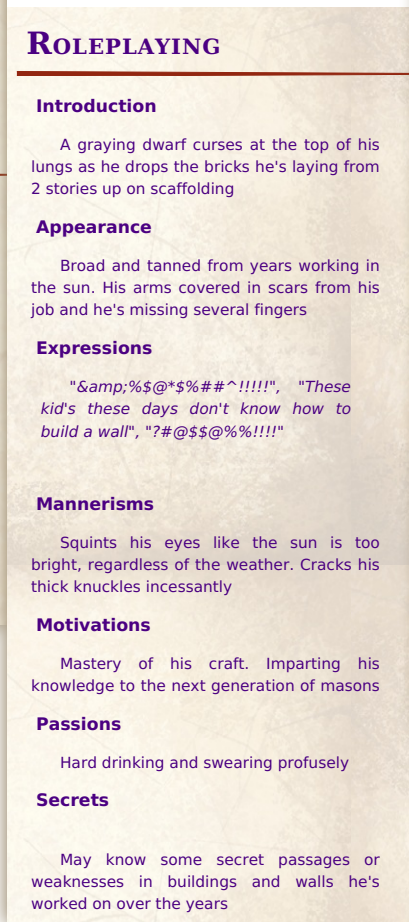 ROLEPLAYING
Introduction
A graying dwarf curses at the top of his
lungs as he drops the bricks he's laying from
2 stories up on scaffolding
Appearance
Broad and tanned from years working in
the sun. His arms covered in scars from his
job and he's missing several fingers
Expressions
"&amp;%$@*$%##^!!!!!", "These
kid's these days don't know how to
build a wall", "?#@$$@%%!!!!"
Mannerisms
Squints his eyes like the sun is too
bright, regardless of the weather. Cracks his
thick knuckles incessantly
Motivations
Mastery of his craft. Imparting his
knowledge to the next generation of masons
Passions
Hard drinking and swearing profusely
Secrets
May know some secret passages or
weaknesses in buildings and walls he's
worked on over the years